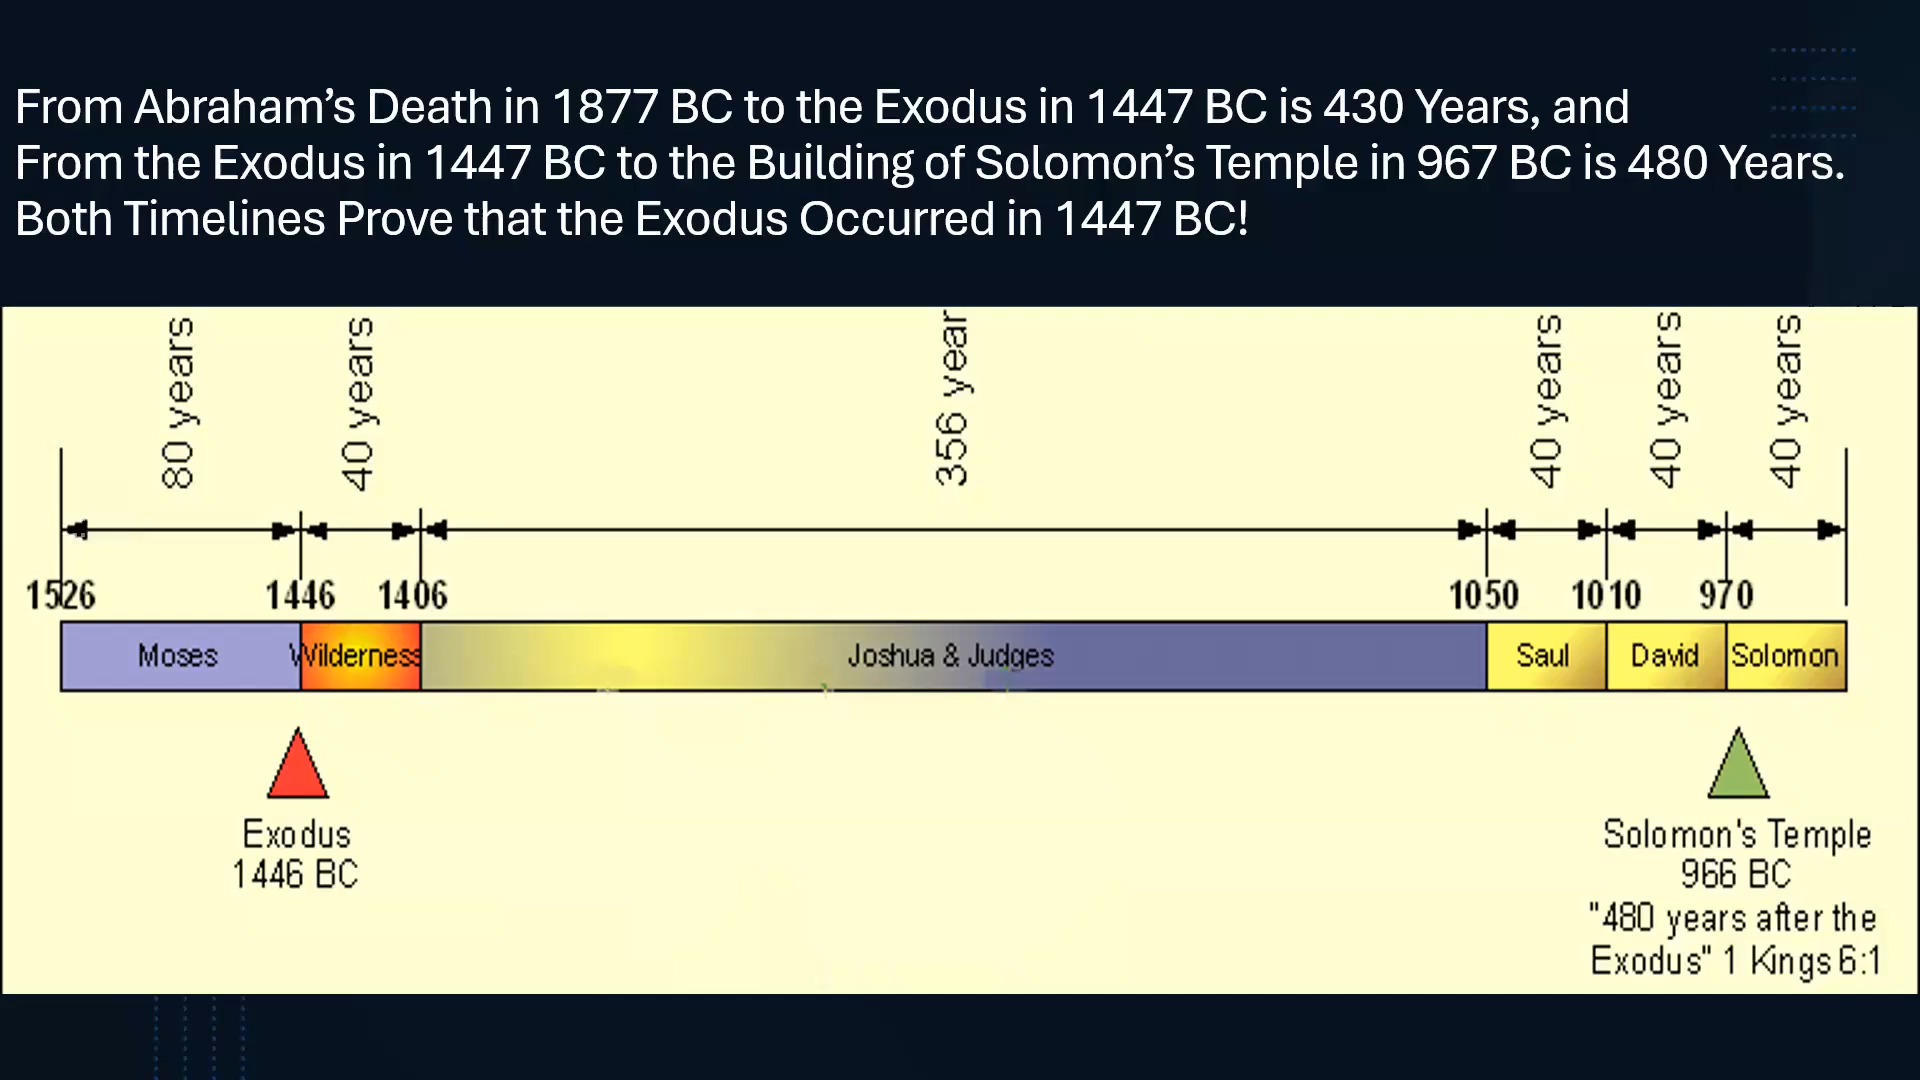 From Abraham’s Death in 1877 BC to the Exodus in 1447 BC is 430 Years, and
From the Exodus in 1447 BC to the Building of Solomon’s Temple in 967 BC is 480 Years.
Both Timelines Prove that the Exodus Occurred in 1447 BC!
80 years
40 years
356 year
40 years
40 years
40 years
1526
1446
1406
1050
1010
970
Moses
Wilderness
Joshua & Judges
Saul
David
Solomon
Exodus
1446 BC
Solomon's Temple
966 BC
"480 years after the
Exodus" 1 Kings 6:1